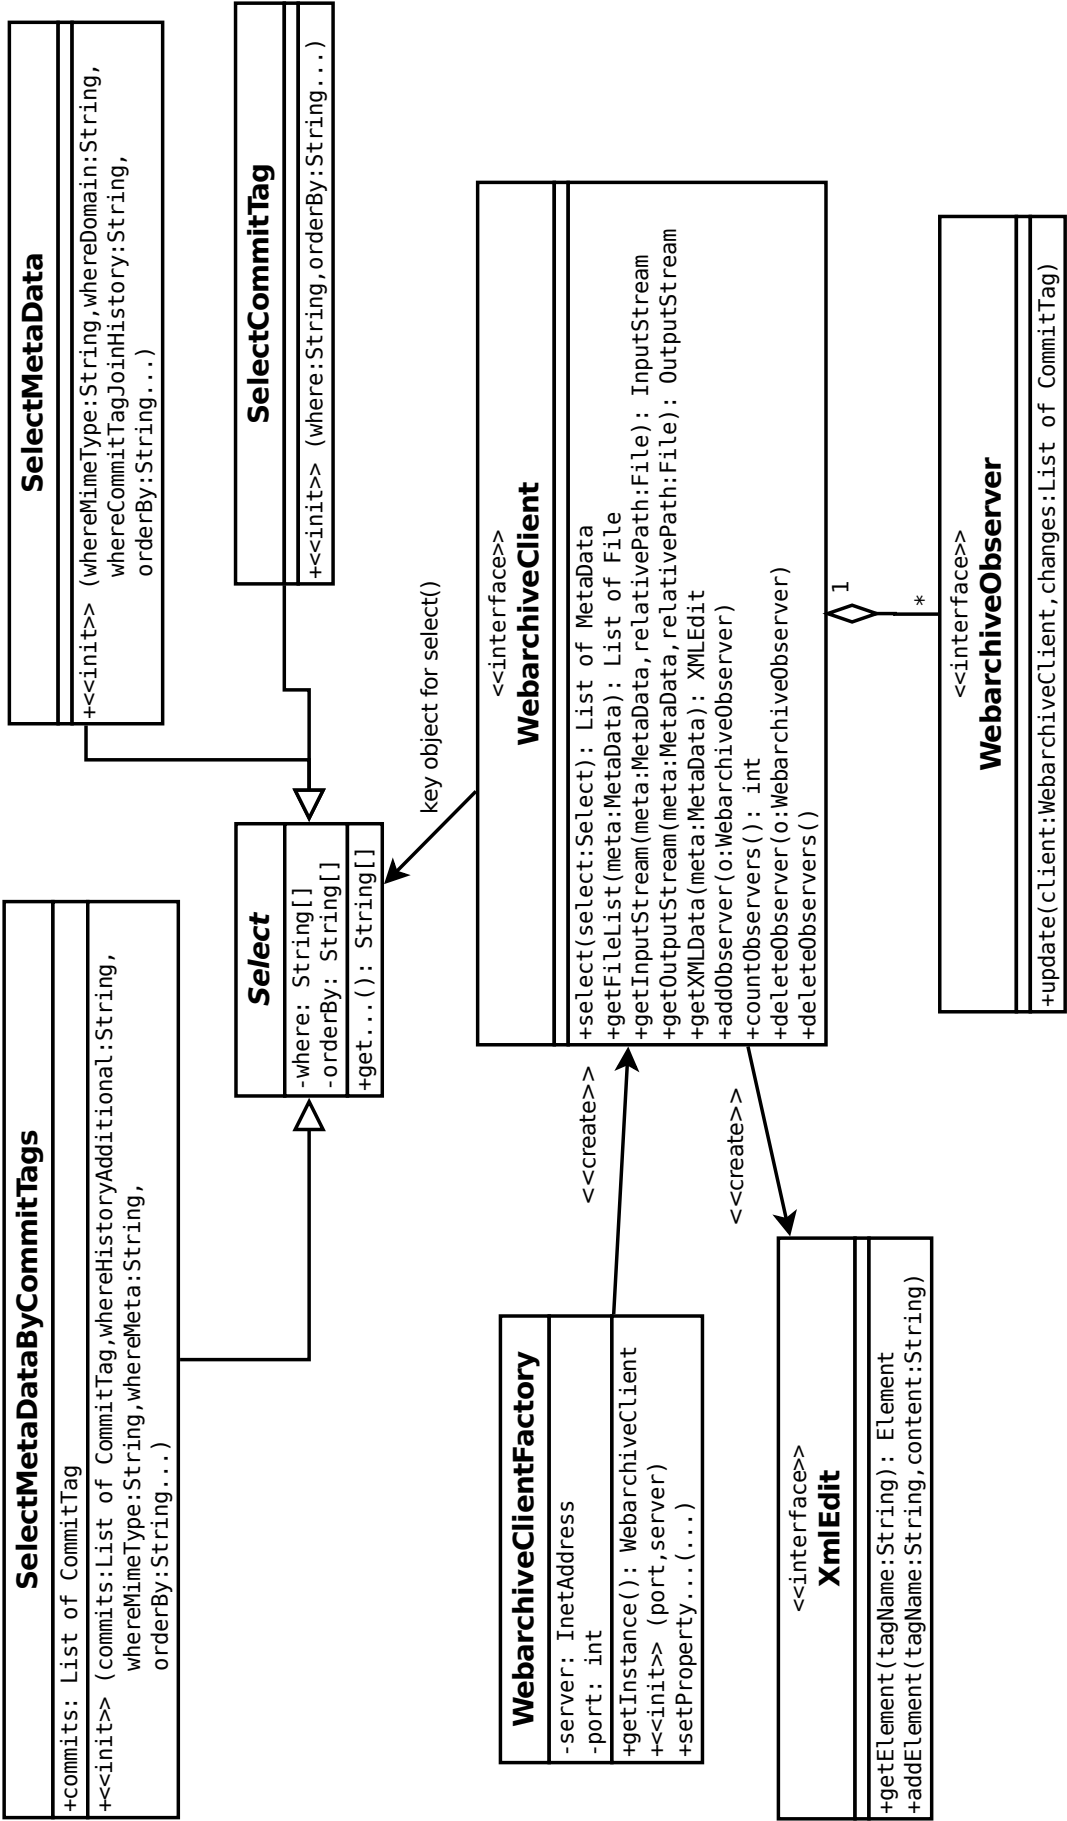 SelectMetaDataByCommitTags
+commits: List of CommitTag
+<<init>> (commits:List of CommitTag,whereHistoryAdditional:String,
whereMimeType:String,whereMeta:String,
orderBy:String...)
SelectMetaData
+<<init>> (whereMimeType:String,whereDomain:String,
whereCommitTagJoinHistory:String,
orderBy:String...)
Select
-where: String[]
-orderBy: String[]
+get...(): String[]
SelectCommitTag
+<<init>> (where:String,orderBy:String...)
key object for select()
WebarchiveClientFactory
-server: InetAddress
-port: int
+getInstance(): WebarchiveClient
+<<init>> (port,server)
+setProperty...(...)
<<create>>
<<interface>>
WebarchiveClient
+select(select:Select): List of MetaData
+getFileList(meta:MetaData): List of File
+getInputStream(meta:MetaData,relativePath:File): InputStream
+getOutputStream(meta:MetaData,relativePath:File): OutputStream
+getXMLData(meta:MetaData): XMLEdit
+addObserver(o:WebarchiveObserver)
+countObservers(): int
+deleteObserver(o:WebarchiveObserver)
+deleteObservers()
<<create>>
<<interface>>
XmlEdit
+getElement(tagName:String): Element
+addElement(tagName:String,content:String)
1
*
<<interface>>
WebarchiveObserver
+update(client:WebarchiveClient,changes:List of CommitTag)